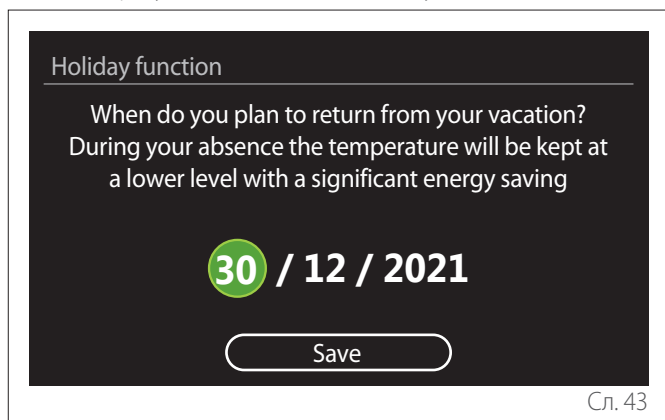 Holiday function
When do you plan to return from your vacation?
During your absence the temperature will be kept at
a lower level with a significant energy saving
30 / 12 / 2021
Save
Сл. 43